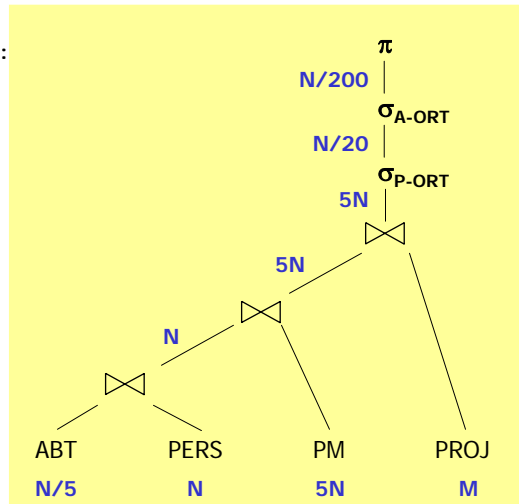 :
π
N/200
σA-ORT
N/20
σP-ORT
5N
5N
N
ABT PERS PM PROJ
N/5 N 5N M